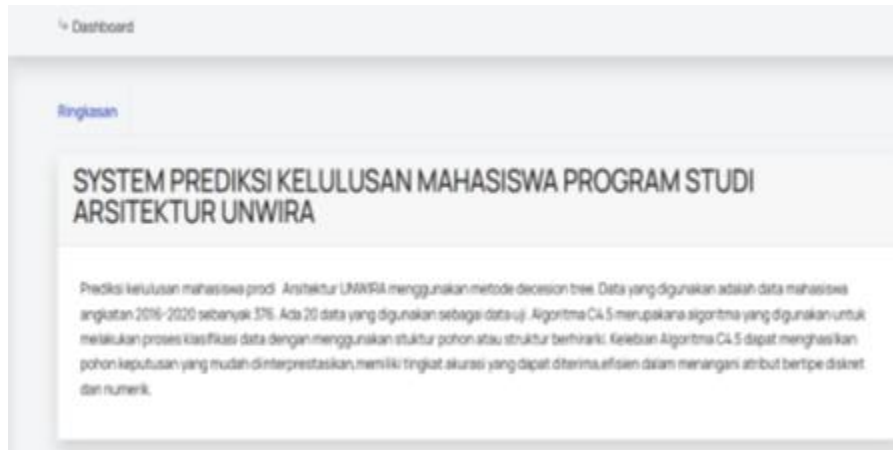 ↳ Dashboard
Ringkasan
SYSTEM PREDIKSI KELULUSAN MAHASISWA PROGRAM STUDI
ARSITEKTUR UNWIRA
Prediksi kelulusan mahasiswa prodi Arsitektur UNWIRA menggunakan metode decesion tree. Data yang digunakan adalah data mahasiswa
angkatan 2016-2020 sebanyak 376. Ada 20 data yang digunakan sebagai data uji. Algoritma C4.5 merupakana algoritma yang digunakan untuk
melakukan proses klasifikasi data dengan menggunakan stuktur pohon atau struktur berhirarki. Kelebian Algoritma C4.5 dapat menghasilkan
pohon keputusan yang mudah diinterprestasikan, memiliki tingkat akurasi yang dapat diterima, efisien dalam menangani atribut bertipe diskret
dan numerik.